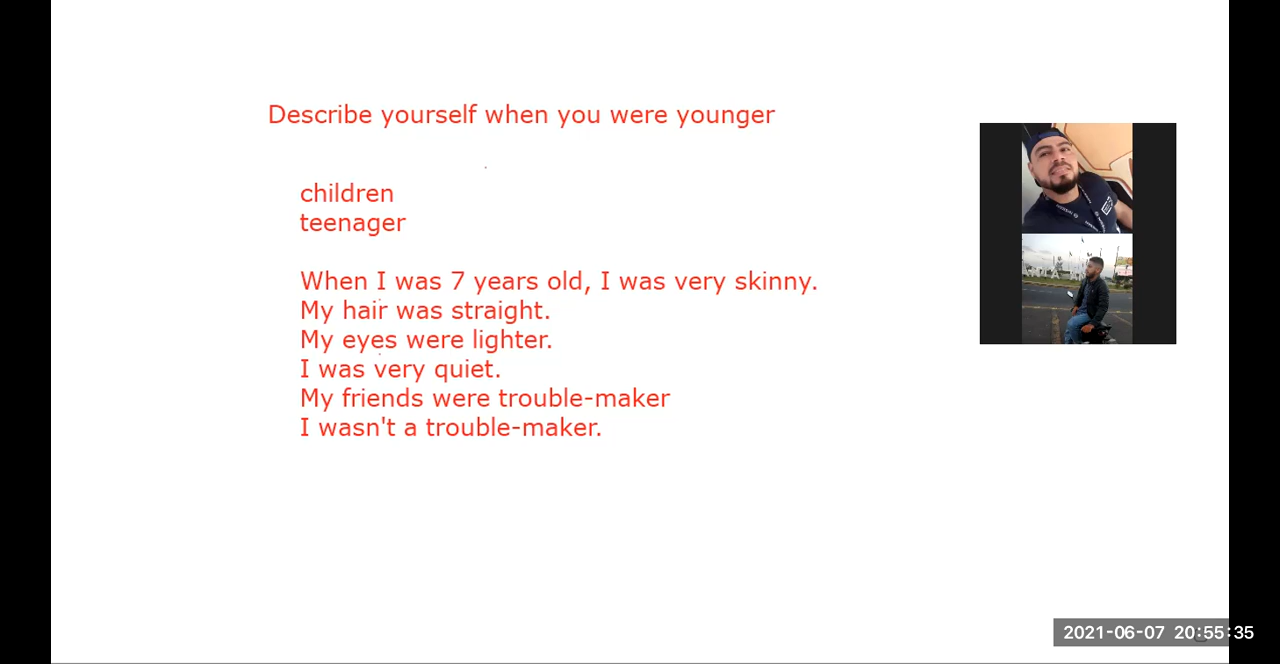 Describe yourself when you were younger
children
teenager
When I was 7 years old, I was very skinny.
My hair was straight.
My eyes were lighter.
I was very quiet.
My friends were trouble-maker
I wasn't a trouble-maker.
2021-06-07 20:55:35